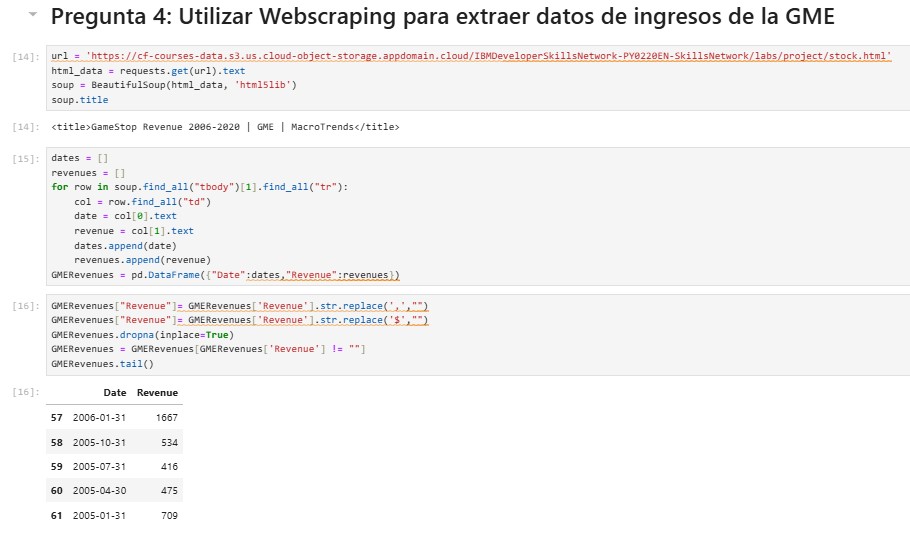 Pregunta 4: Utilizar Webscraping para extraer datos de ingresos de la GME
[14]: url = 'https://cf-courses-data.s3.us.cloud-object-storage.appdomain.cloud/IBMDeveloperSkillsNetwork-PY0220EN-SkillsNetwork/labs/project/stock.html'
html_data = requests.get(url).text
soup = BeautifulSoup(html_data, 'html5lib')
soup.title
[14]: <title>GameStop Revenue 2006-2020 | GME | MacroTrends</title>
[15]: dates = []
revenues = []
for row in soup.find_all("tbody")[1].find_all("tr"):
    col = row.find_all("td")
    date = col[0].text
    revenue = col[1].text
    dates.append(date)
    revenues.append(revenue)
GMERevenues = pd.DataFrame({"Date":dates,"Revenue":revenues})
[16]: GMERevenues["Revenue"]= GMERevenues['Revenue'].str.replace(',',"")
GMERevenues["Revenue"]= GMERevenues['Revenue'].str.replace('$',"")
GMERevenues.dropna(inplace=True)
GMERevenues = GMERevenues[GMERevenues['Revenue'] != ""]
GMERevenues.tail()
[16]: Date Revenue
57 2006-01-31 1667
58 2005-10-31 534
59 2005-07-31 416
60 2005-04-30 475
61 2005-01-31 709